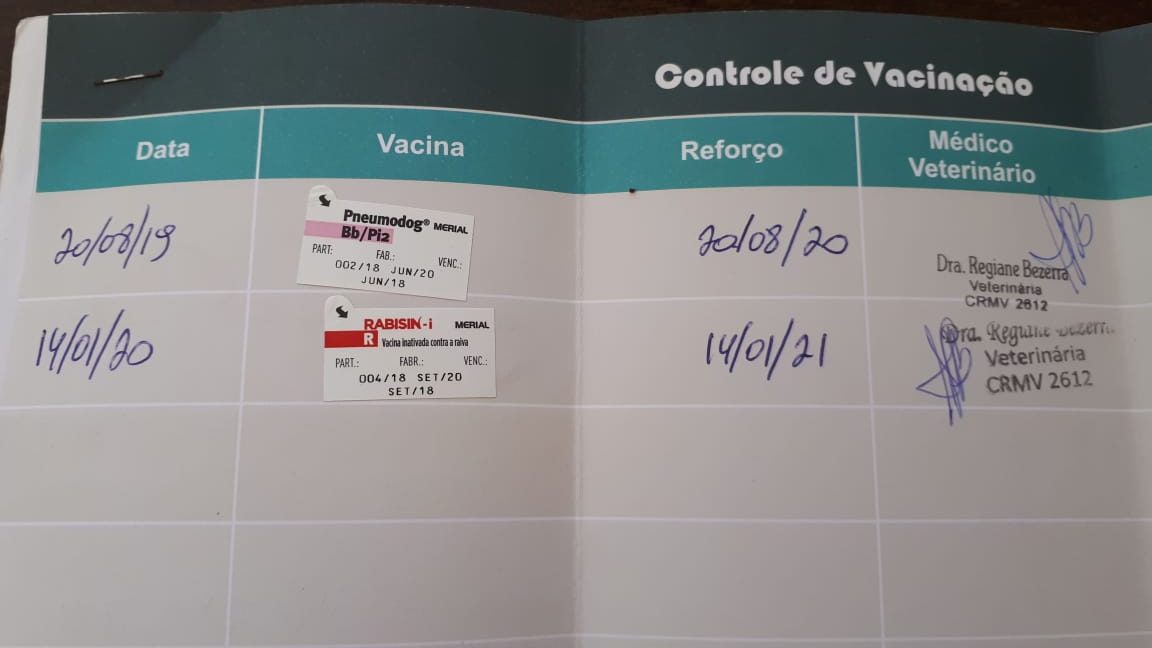 Controle de Vacinação
Data
Vacina
Reforço
Médico
Veterinário
20/08/19
Pneumodog® MERIAL
Bb/Pi2
PART: FAB.: VENC.:
002/18 JUN/20
JUN/18
20/08/20
Dra. Regiane Bezerra
Veterinária
CRMV 2612
14/01/20
RABISIN-i MERIAL
R Vacina inativada contra a raiva
PART.: FABR.: VENC.:
004/18 SET/20
SET/18
14/01/21
Dra. Regiane Bezerra
Veterinária
CRMV 2612